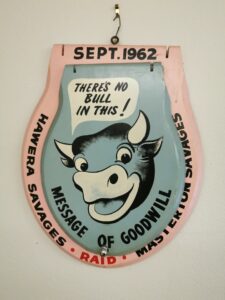 SEPT. 1962
THERE'S NO
BULL
IN THIS!
MESSAGE OF GOODWILL
HAWERA SAVAGES • RAID • MASTERTON SAVAGES